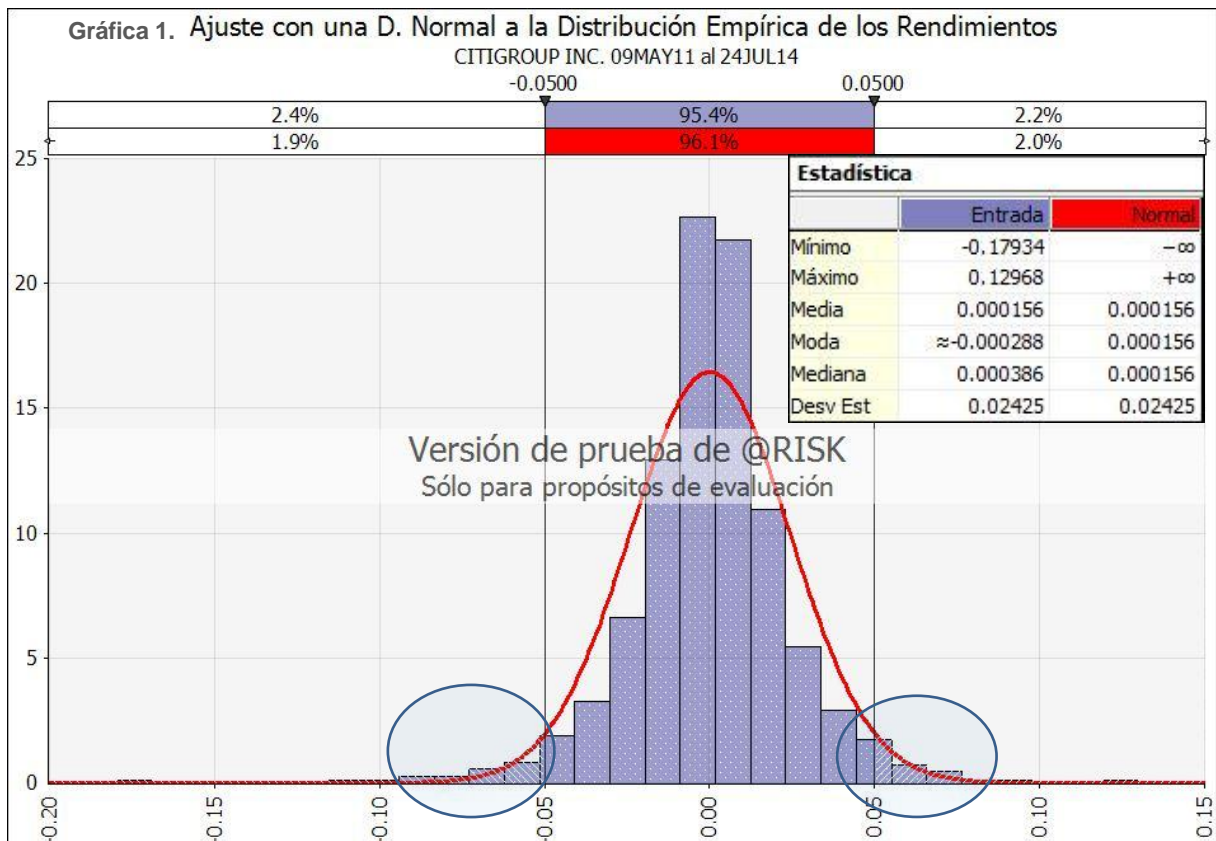 Gráfica 1. Ajuste con una D. Normal a la Distribución Empírica de los Rendimientos
CITIGROUP INC. 09MAY11 al 24JUL14
-0.0500 0.0500
2.4% 95.4% 2.2%
1.9% 96.1% 2.0%
Estadística
Entrada Normal
Mínimo -0.17934 −∞
Máximo 0.12968 +∞
Media 0.000156 0.000156
Moda ≈-0.000288 0.000156
Mediana 0.000386 0.000156
Desv Est 0.02425 0.02425
25
20
15
10
5
0
Versión de prueba de @RISK
Sólo para propósitos de evaluación
-0.20 -0.15 -0.10 -0.05 0.00 0.05 0.10 0.15